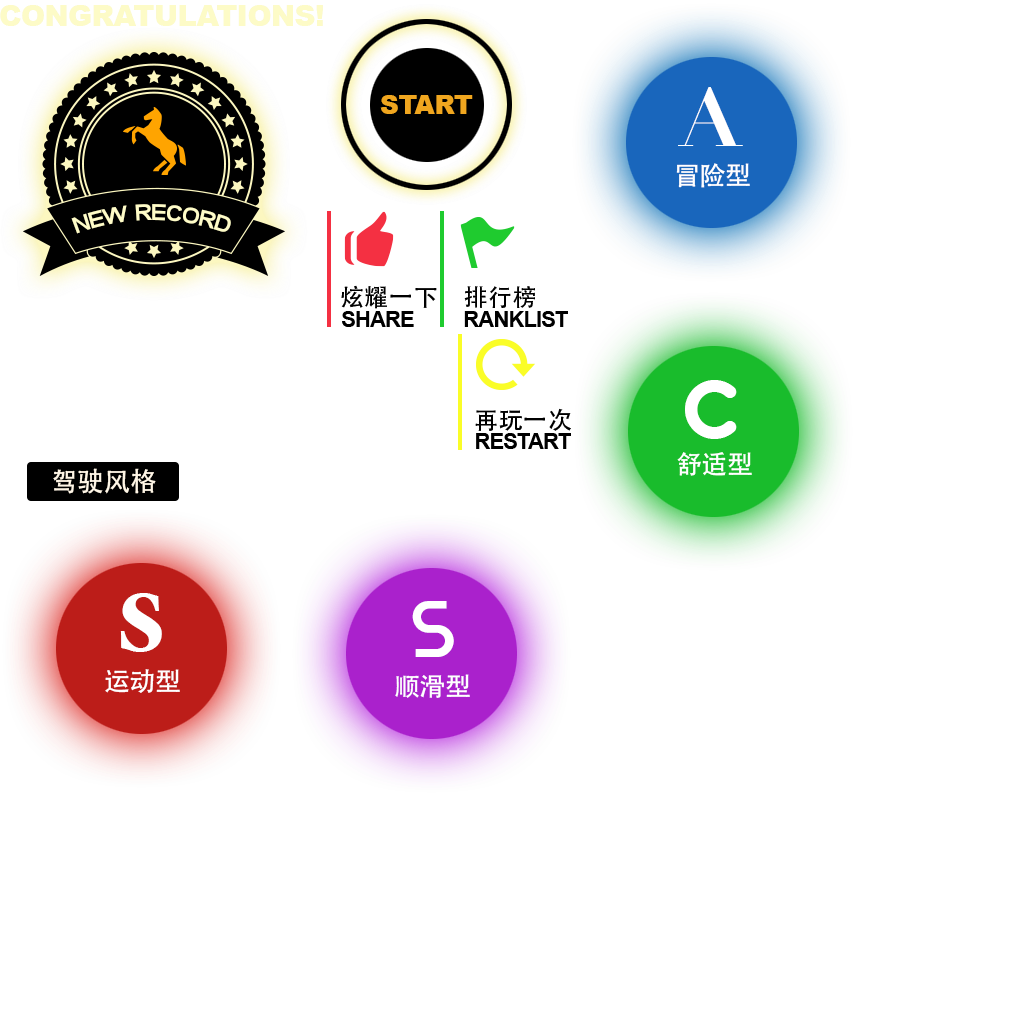 CONGRATULATIONS!
NEW RECORD
START
A
冒险型
炫耀一下
SHARE
排行榜
RANKLIST
再玩一次
RESTART
C
舒适型
驾驶风格
S
运动型
S
顺滑型